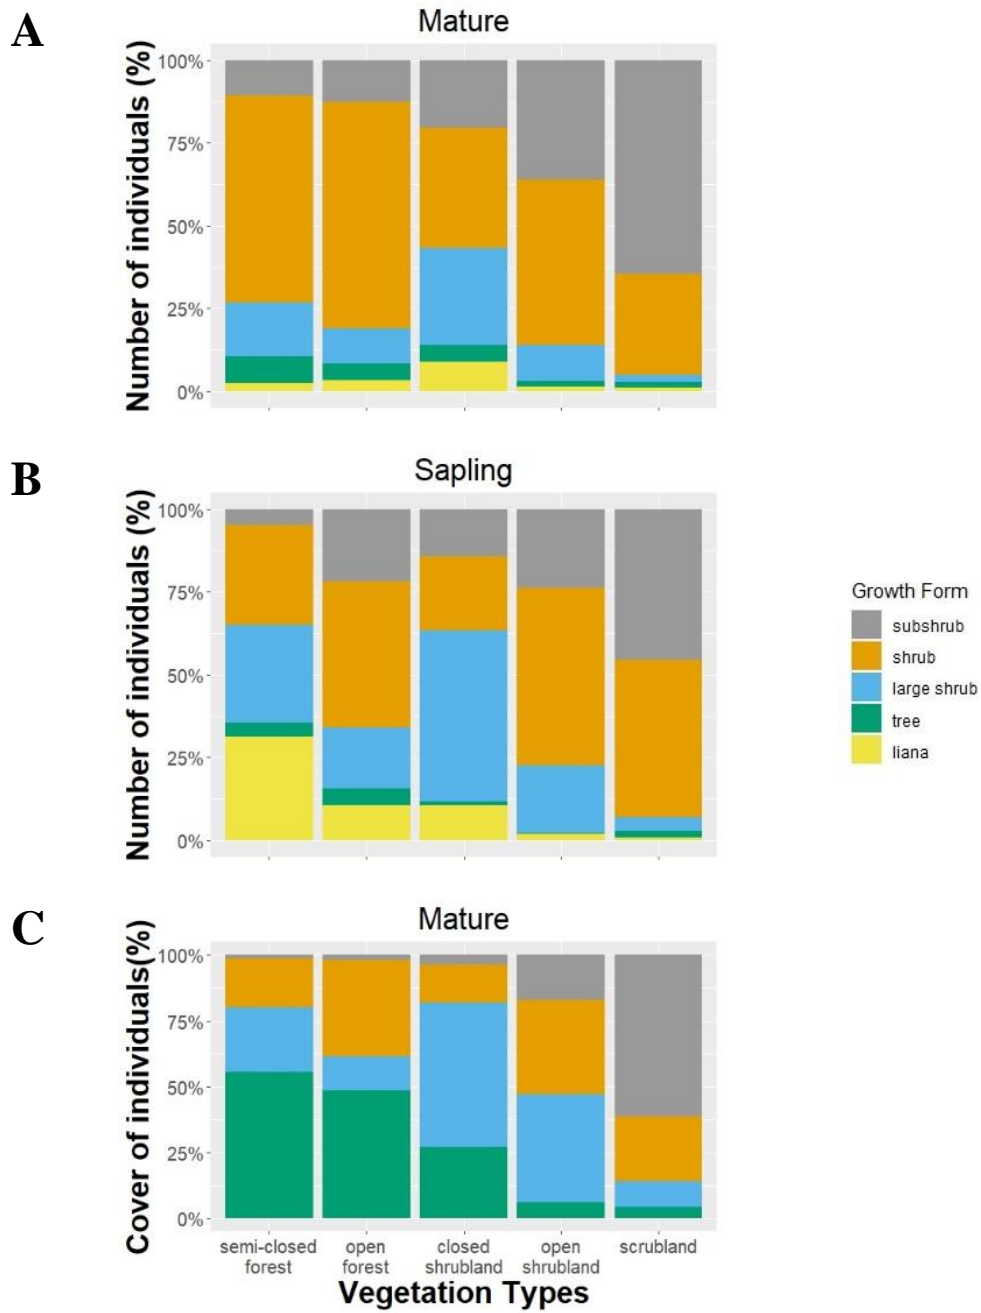 A
Mature
Number of individuals (%)
100%
75%
50%
25%
0%
B
Sapling
Number of individuals (%)
100%
75%
50%
25%
0%
Growth Form
subshrub
shrub
large shrub
tree
liana
C
Mature
Cover of individuals(%)
100%
75%
50%
25%
0%
semi-closed
forest
open
forest
closed
shrubland
open
shrubland
scrubland
Vegetation Types